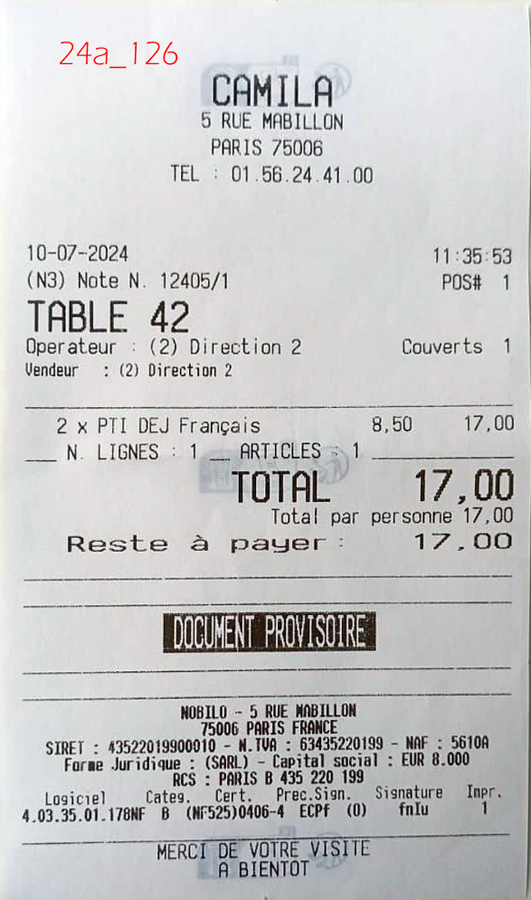 24a_126
CAMILA
5 RUE MABILLON
PARIS 75006
TEL : 01.56.24.41.00
10-07-2024 11:35:53
(N3) Note N. 12405/1 POS# 1
TABLE 42
Operateur : (2) Direction 2 Couverts 1
Vendeur : (2) Direction 2
2 x PTI DEJ Français 8,50 17,00
N. LIGNES : 1 ARTICLES : 1
TOTAL 17,00
Total par personne 17,00
Reste à payer : 17,00
DOCUMENT PROVISOIRE
NOBILO - 5 RUE MABILLON
75006 PARIS FRANCE
SIRET : 43522019900010 - N.TVA : 63435220199 - NAF : 5610A
Forme Juridique : (SARL) - Capital social : EUR 8.000
RCS : PARIS B 435 220 199
Logiciel Categ. Cert. Prec.Sign. Signature Impr.
4.03.35.01.178NF B (NF525)0406-4 ECPf (0) fnIu 1
MERCI DE VOTRE VISITE
A BIENTOT